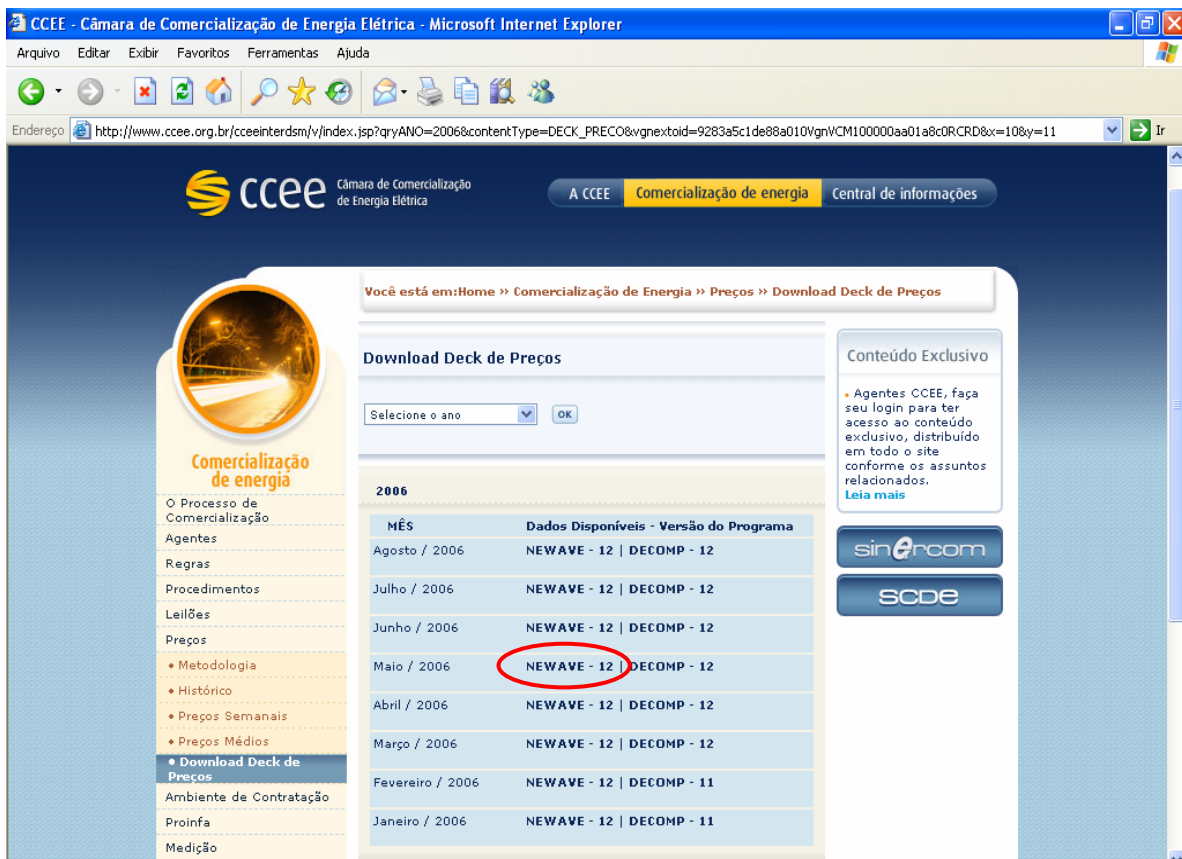 CCEE - Câmara de Comercialização de Energia Elétrica - Microsoft Internet Explorer
Arquivo Editar Exibir Favoritos Ferramentas Ajuda
Endereço http://www.ccee.org.br/cceeinterdsm/v/index.jsp?qryANO=2006&contentType=DECK_PRECO&vgnextoid=9283a5c1de88a010VgnVCM100000aa01a8c0RCRD&x=10&y=11 Ir
ccee Câmara de Comercialização
de Energia Elétrica
A CCEE Comercialização de energia Central de informações
Você está em:Home » Comercialização de Energia » Preços » Download Deck de Preços
Download Deck de Preços
Selecione o ano OK
2006
MÊS Dados Disponíveis - Versão do Programa
Agosto / 2006 NEWAVE - 12 | DECOMP - 12
Julho / 2006 NEWAVE - 12 | DECOMP - 12
Junho / 2006 NEWAVE - 12 | DECOMP - 12
Maio / 2006 NEWAVE - 12 | DECOMP - 12
Abril / 2006 NEWAVE - 12 | DECOMP - 12
Março / 2006 NEWAVE - 12 | DECOMP - 12
Fevereiro / 2006 NEWAVE - 12 | DECOMP - 11
Janeiro / 2006 NEWAVE - 12 | DECOMP - 11
Comercialização
de energia
O Processo de
Comercialização
Agentes
Regras
Procedimentos
Leilões
Preços
• Metodologia
• Histórico
• Preços Semanais
• Preços Médios
• Download Deck de
Preços
Ambiente de Contratação
Proinfa
Medição
Conteúdo Exclusivo
• Agentes CCEE, faça
seu login para ter
acesso ao conteúdo
exclusivo, distribuído
em todo o site
conforme os assuntos
relacionados.
Leia mais
sinercom
SCDe